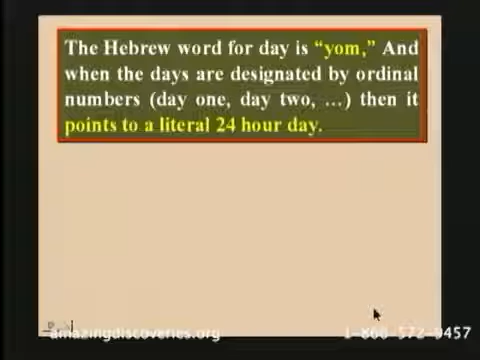 The Hebrew word for day is “yom,” And
when the days are designated by ordinal
numbers (day one, day two, ...) then it
points to a literal 24 hour day.
amazingdiscoveries.org 1-866-572-9457